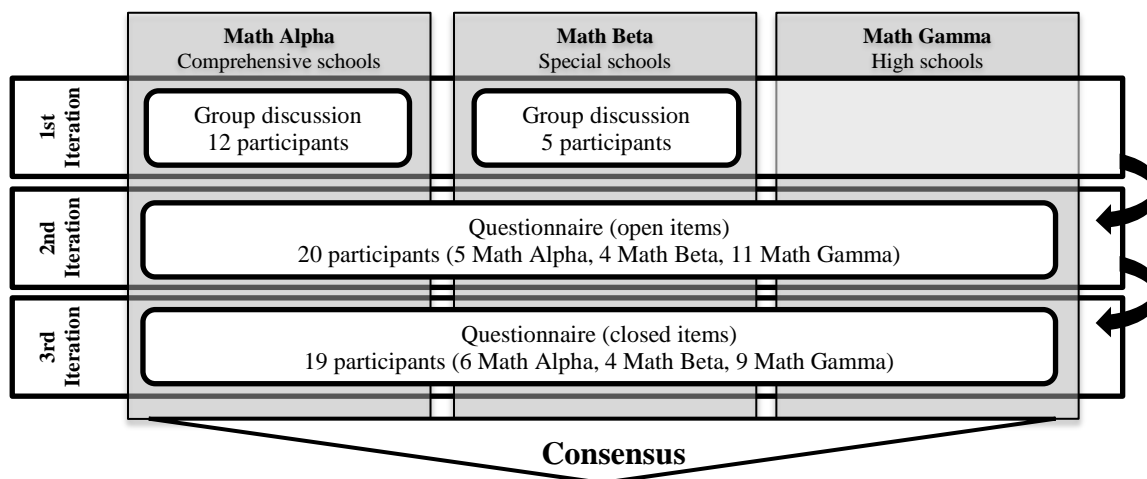 Math Alpha
Comprehensive schools
Math Beta
Special schools
Math Gamma
High schools
1st
Iteration
Group discussion
12 participants
Group discussion
5 participants
2nd
Iteration
Questionnaire (open items)
20 participants (5 Math Alpha, 4 Math Beta, 11 Math Gamma)
3rd
Iteration
Questionnaire (closed items)
19 participants (6 Math Alpha, 4 Math Beta, 9 Math Gamma)
Consensus